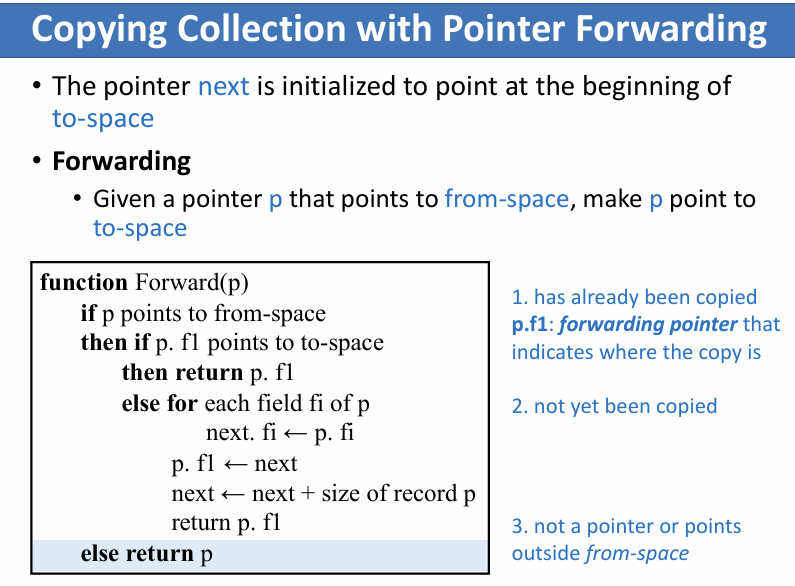 Copying Collection with Pointer Forwarding
• The pointer next is initialized to point at the beginning of
to-space
• Forwarding
• Given a pointer p that points to from-space, make p point to
to-space
function Forward(p)
if p points to from-space
then if p. f1 points to to-space
then return p. f1
else for each field fi of p
next. fi ← p. fi
p. f1 ← next
next ← next + size of record p
return p. f1
else return p
1. has already been copied
p.f1: forwarding pointer that
indicates where the copy is
2. not yet been copied
3. not a pointer or points
outside from-space